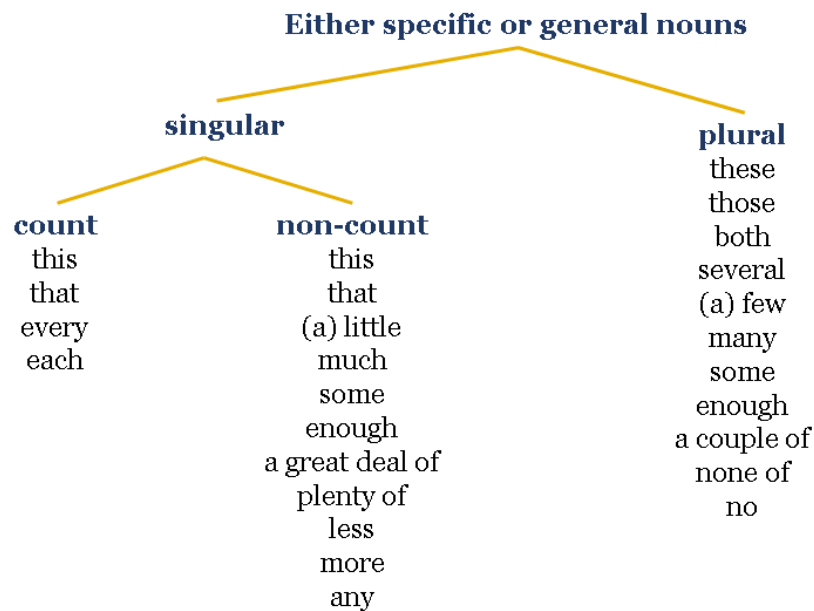 Either specific or general nouns
singular
count
this
that
every
each
non-count
this
that
(a) little
much
some
enough
a great deal of
plenty of
less
more
any
plural
these
those
both
several
(a) few
many
some
enough
a couple of
none of
no